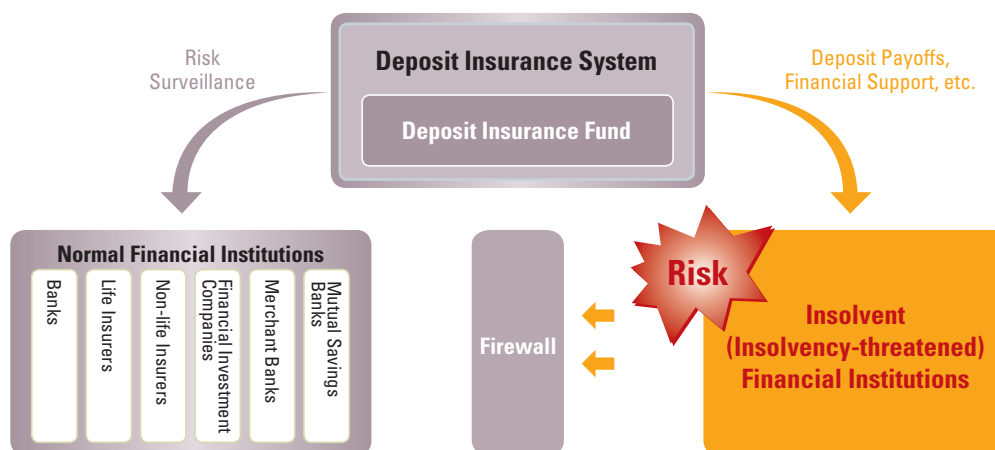 Risk
Surveillance
Deposit Insurance System
Deposit Insurance Fund
Deposit Payoffs,
Financial Support, etc.
Normal Financial Institutions
Banks
Life Insurers
Non-life Insurers
Financial Investment
Companies
Merchant Banks
Mutual Savings
Banks
Firewall
Risk
Insolvent
(Insolvency-threatened)
Financial Institutions